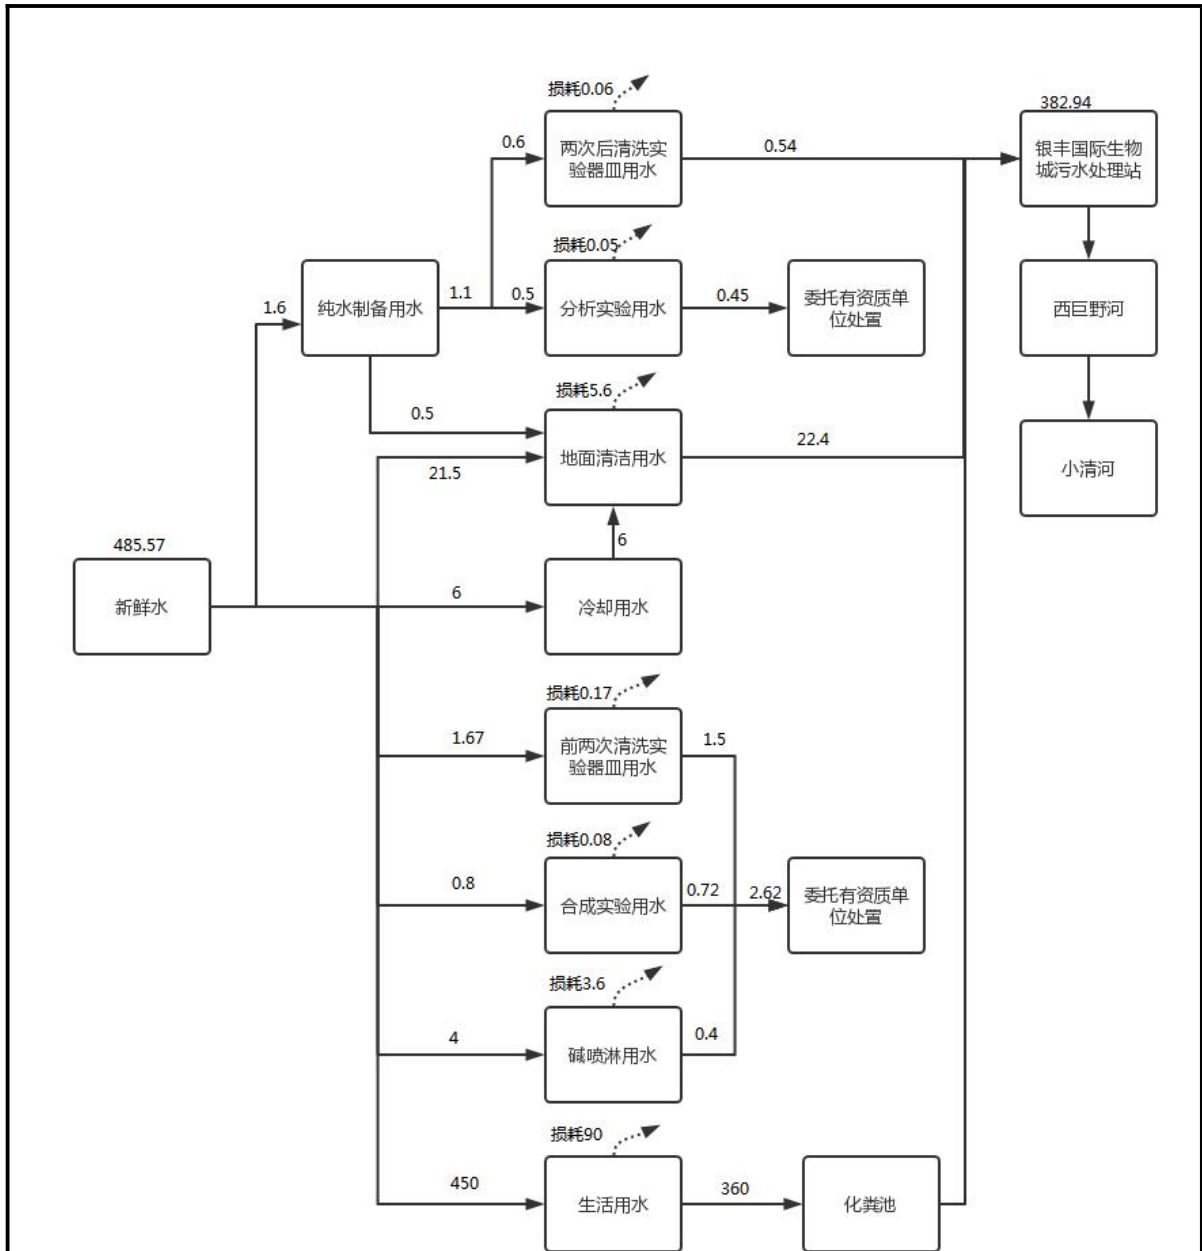 损耗0.06
382.94
0.6
两次后清洗实
验器皿用水
0.54
银丰国际生物
城污水处理站
损耗0.05
1.6
纯水制备用水
1.1
0.5
分析实验用水
0.45
委托有资质单
位处置
西巨野河
损耗5.6
0.5
地面清洁用水
22.4
21.5
小清河
485.57
新鲜水
6
6
冷却用水
损耗0.17
1.67
前两次清洗实
验器皿用水
1.5
损耗0.08
0.8
合成实验用水
0.72
2.62
委托有资质单
位处置
损耗3.6
4
碱喷淋用水
0.4
损耗90
450
生活用水
360
化粪池